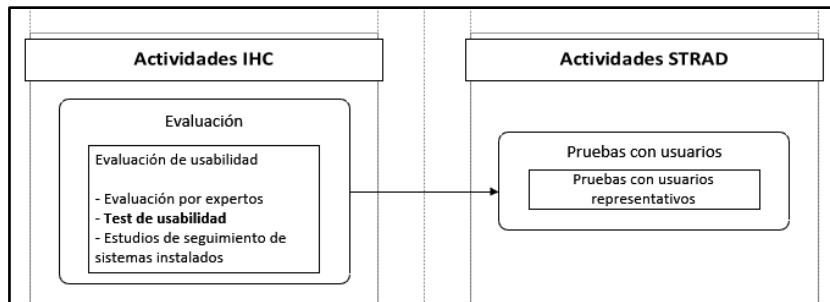 Actividades IHC
Actividades STRAD
Evaluación
Evaluación de usabilidad
- Evaluación por expertos
- Test de usabilidad
- Estudios de seguimiento de
sistemas instalados
Pruebas con usuarios
Pruebas con usuarios
representativos